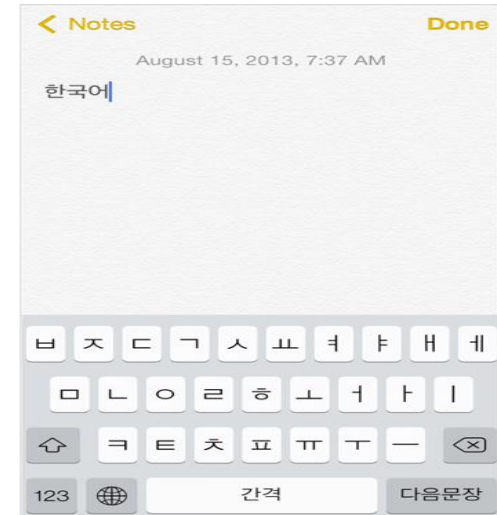 Notes Done
August 15, 2013, 7:37 AM
한국어
ㅂ ㅈ ㄷ ㄱ ㅅ ㅛ ㅕ ㅑ ㅐ ㅔ
ㅁ ㄴ ㅇ ㄹ ㅎ ㅗ ㅓ ㅏ ㅣ
ㅋ ㅌ ㅊ ㅍ ㅠ ㅜ ㅡ
123 간격 다음문장